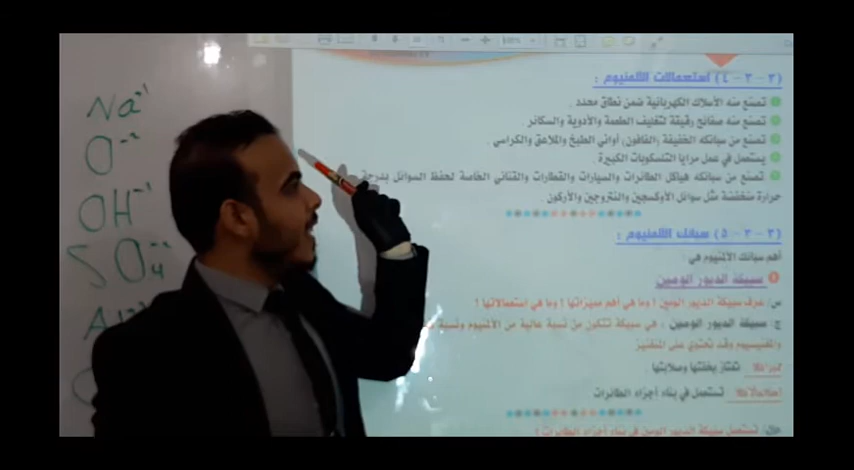 (٣ - ٣ - ٤) استعمالات الألمنيوم :
تصنع منه الأسلاك الكهربائية ضمن نطاق محدد .
تصنع منه صفائح رقيقة لتغليف الأطعمة والأدوية والسكائر .
تصنع من سبائكه الخفيفة (الفافون) أواني الطبخ والملاعق والكراسي .
يستعمل في عمل مرايا التلسكوبات الكبيرة
تصنع من سبائكه هياكل الطائرات والسيارات والقطارات والقناني الخاصة لحفظ السوائل بدرجة
حرارة منخفضة مثل سوائل الأوكسجين والنتروجين والأركون .
(٣ - ٣ - ٥) سبائك الألمنيوم :
أهم سبائك الألمنيوم هي
سبيكة الديور ألومين
س/ عرف سبيكة الديور ألومين ؟ وما هي أهم مميزاتها ؟ وما هي استعمالاتها ؟
ج/ سبيكة الديور ألومين : هي سبيكة تتكون من نسبة عالية من الألمنيوم ونسبة
والمغنيسيوم وقد تحتوي على المنغنيز
تمتاز بخفتها وصلابتها .
استعمالاتها تستعمل في بناء أجزاء الطائرات
علل/ تستعمل سبيكة الديور ألومين في بناء أجزاء الطائرات ؟
Na⁻¹
O⁻²
OH⁻¹
SO₄